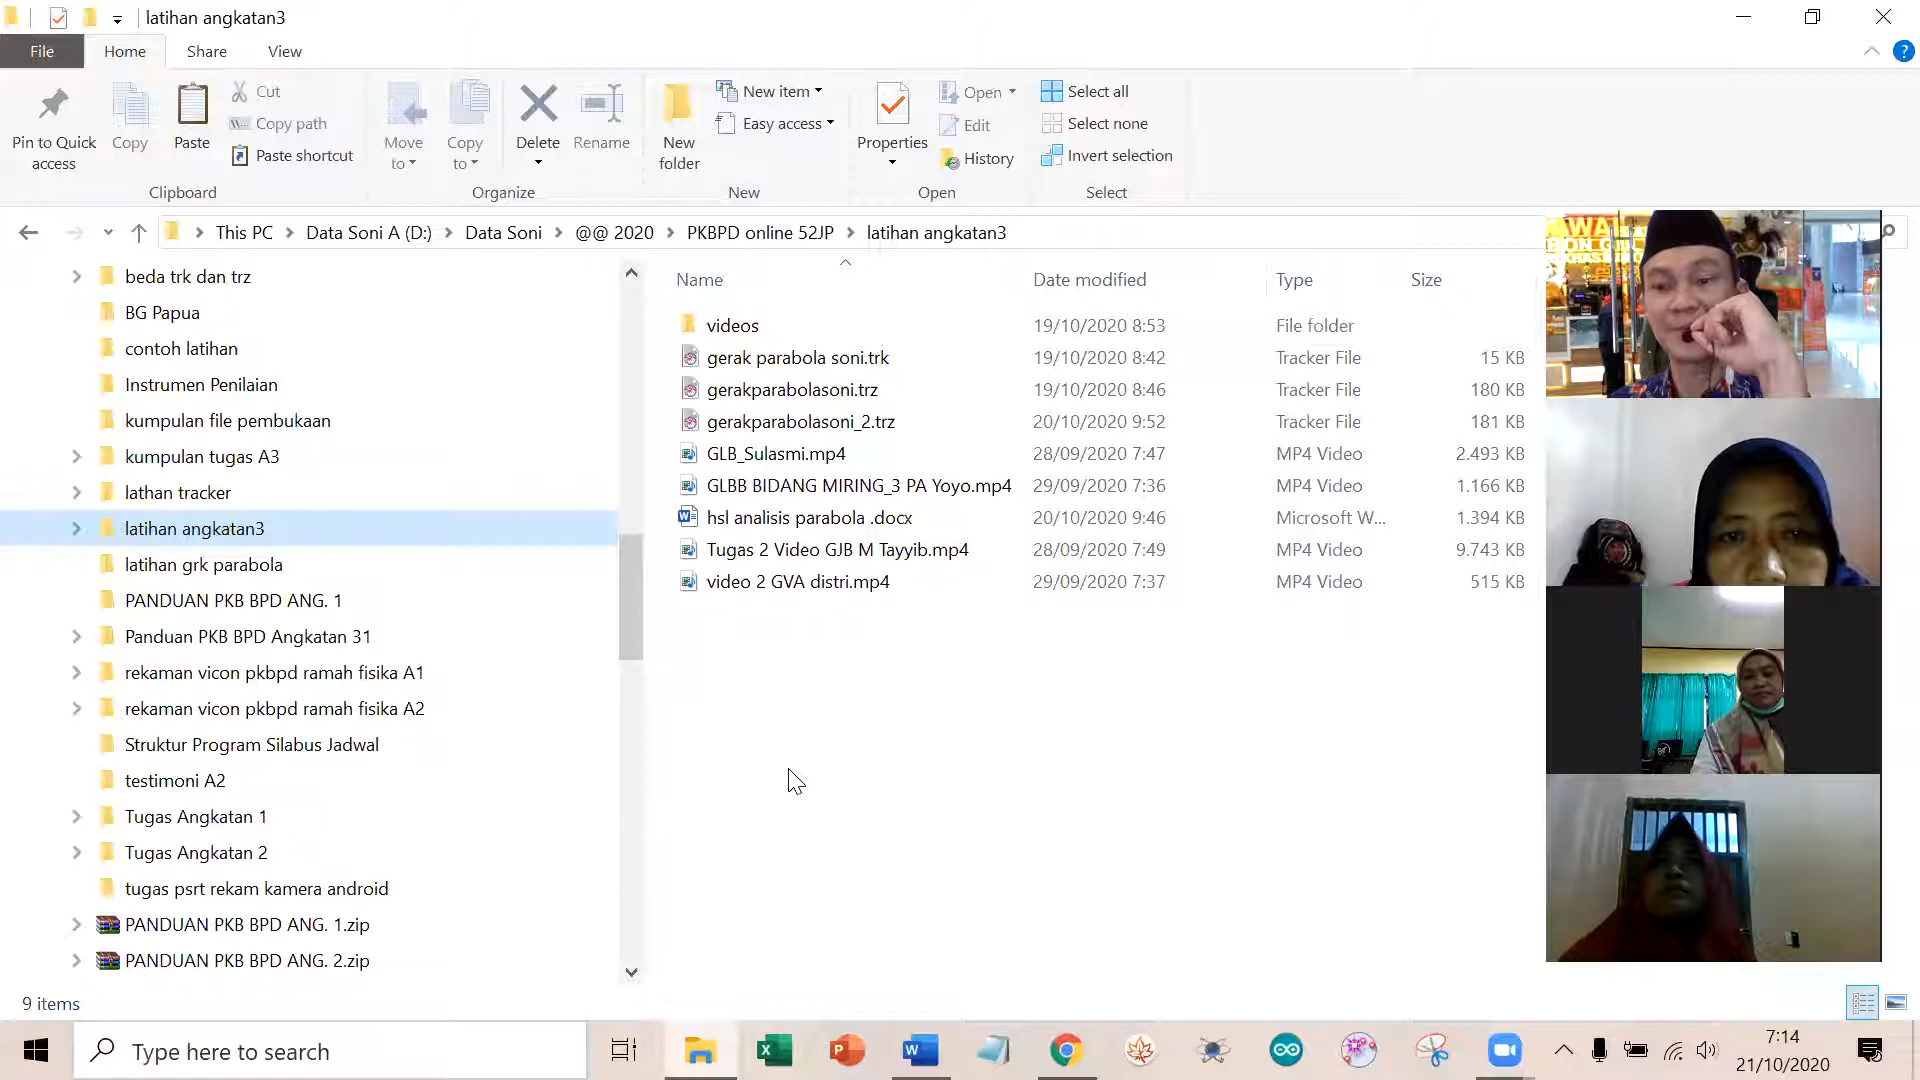 latihan angkatan3
File
Home
Share
View
Pin to Quick access
Copy
Paste
Cut
Copy path
Paste shortcut
Clipboard
Move to
Copy to
Delete
Rename
Organize
New folder
New item
Easy access
New
Properties
Open
Edit
History
Open
Select all
Select none
Invert selection
Select
This PC
Data Soni A (D:)
Data Soni
@@ 2020
PKBPD online 52JP
latihan angkatan3
beda trk dan trz
BG Papua
contoh latihan
Instrumen Penilaian
kumpulan file pembukaan
kumpulan tugas A3
lathan tracker
latihan angkatan3
latihan grk parabola
PANDUAN PKB BPD ANG. 1
Panduan PKB BPD Angkatan 31
rekaman vicon pkbpd ramah fisika A1
rekaman vicon pkbpd ramah fisika A2
Struktur Program Silabus Jadwal
testimoni A2
Tugas Angkatan 1
Tugas Angkatan 2
tugas psrt rekam kamera android
PANDUAN PKB BPD ANG. 1.zip
PANDUAN PKB BPD ANG. 2.zip
Name Date modified Type Size
videos 19/10/2020 8:53 File folder
gerak parabola soni.trk 19/10/2020 8:42 Tracker File 15 KB
gerakparabolasoni.trz 19/10/2020 8:46 Tracker File 180 KB
gerakparabolasoni_2.trz 20/10/2020 9:52 Tracker File 181 KB
GLB_Sulasmi.mp4 28/09/2020 7:47 MP4 Video 2.493 KB
GLBB BIDANG MIRING_3 PA Yoyo.mp4 29/09/2020 7:36 MP4 Video 1.166 KB
hsl analisis parabola .docx 20/10/2020 9:46 Microsoft W... 1.394 KB
Tugas 2 Video GJB M Tayyib.mp4 28/09/2020 7:49 MP4 Video 9.743 KB
video 2 GVA distri.mp4 29/09/2020 7:37 MP4 Video 515 KB
9 items
Type here to search
7:14
21/10/2020